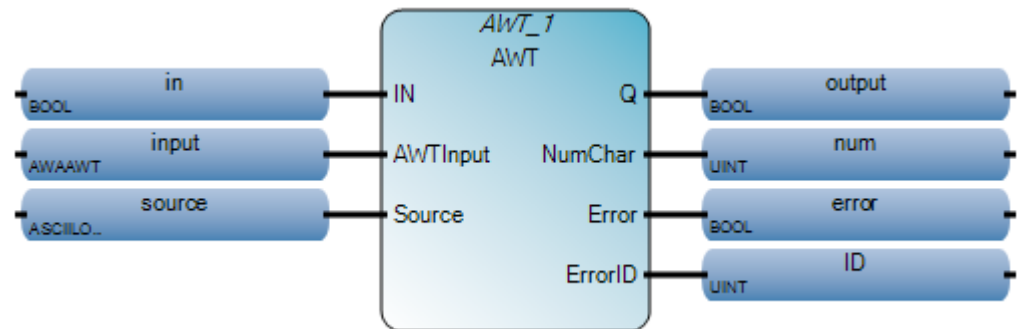 AWT_1
AWT
in
BOOL
IN
Q
output
BOOL
input
AWAAWT
AWTInput
NumChar
num
UINT
source
ASCIILO...
Source
Error
error
BOOL
ErrorID
ID
UINT